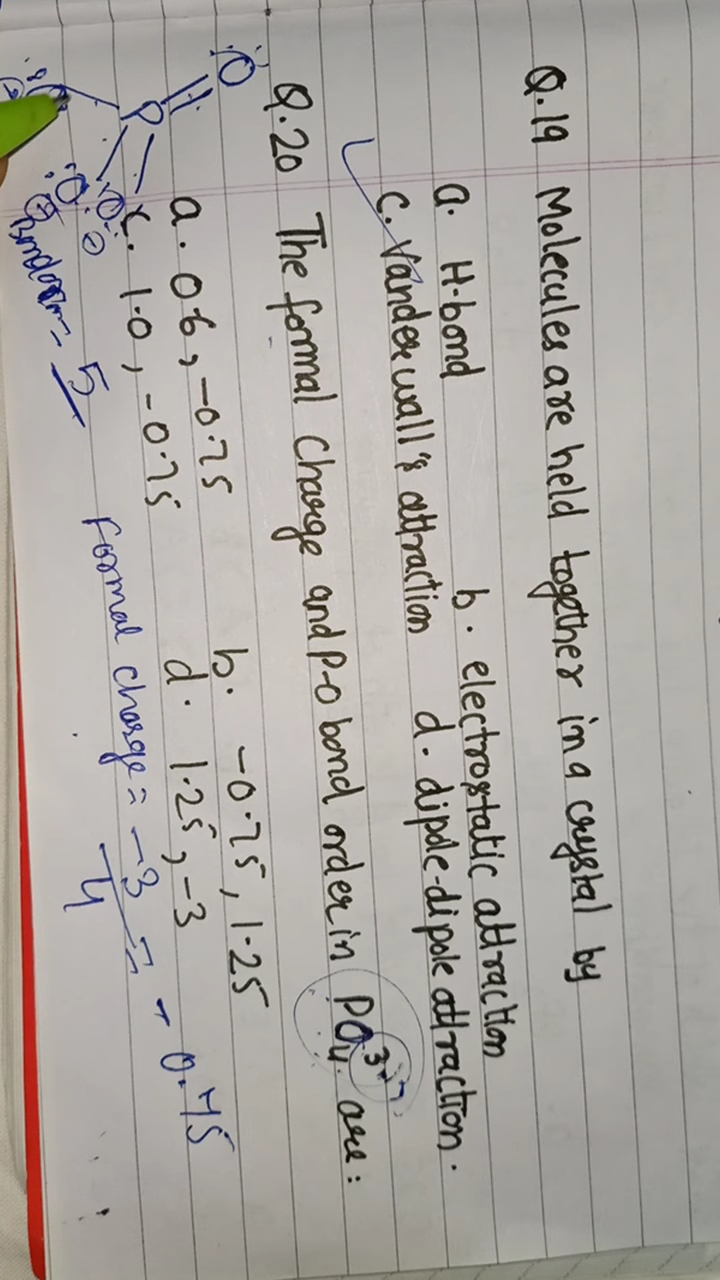 Q.19 Molecules are held together in a crystal by
a. H-bond b. electrostatic attraction
c. Vanderwall's attraction d. dipole-dipole attraction.
Q.20 The formal Charge and P-O bond order in PO₄³⁻ are:
a. 0.6, -0.75 b. -0.75, 1.25
c. 1.0, -0.75 d. 1.25, -3
O
P
O
O
Formal charge = -3/4 = -0.75
5